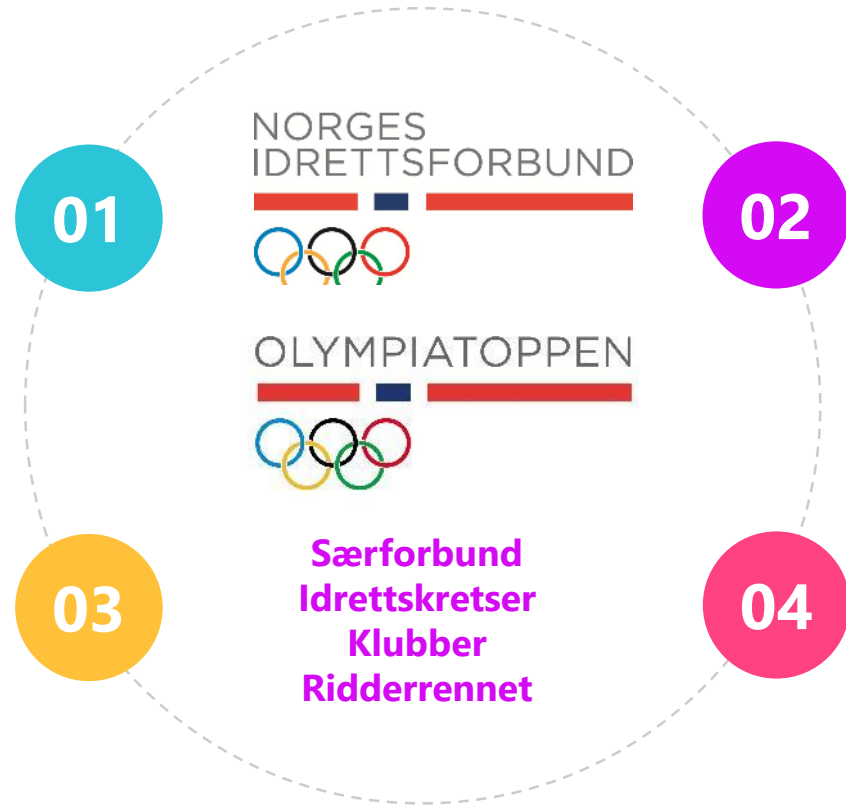 NORGES
IDRETTSFORBUND
01
02
OLYMPIATOPPEN
Særforbund
Idrettskretser
Klubber
Ridderrennet
03
04